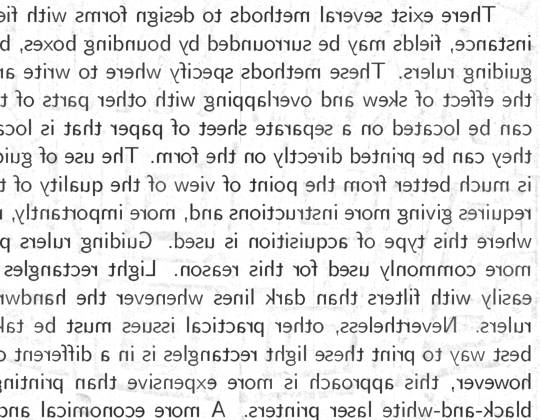 There exist several methods to design forms with fie
instance, fields may be surrounded by bounding boxes, b
guiding rulers. These methods specify where to write an
the effect of skew and overlapping with other parts of t
can be located on a separate sheet of paper that is loca
they can be printed directly on the form. The use of guid
is much better from the point of view of the quality of t
requires giving more instructions and, more importantly,
where this type of acquisition is used. Guiding rulers p
more commonly used for this reason. Light rectangles
easily with filters than dark lines whenever the handwr
rulers. Nevertheless, other practical issues must be tak
best way to print these light rectangles is in a different c
however, this approach is more expensive than printing
black-and-white laser printers. A more economical and